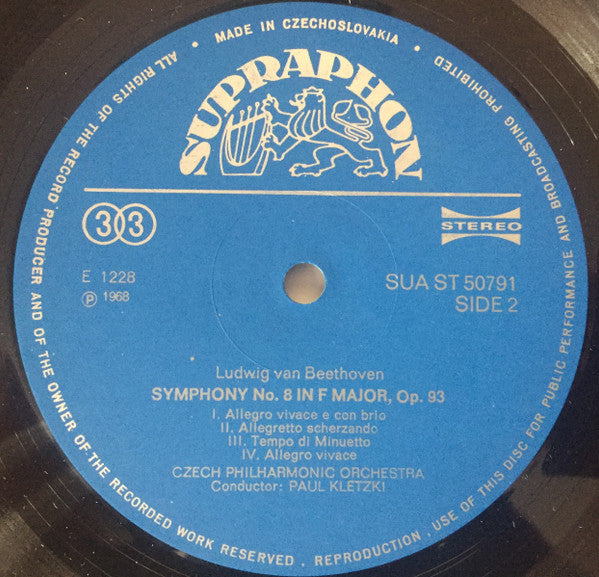 ALL RIGHTS OF THE RECORD PRODUCER AND OF THE OWNER OF THE RECORDED WORK RESERVED . REPRODUCTION , USE OF THIS DISC FOR PUBLIC PERFORMANCE AND BROADCASTING PROHIBITED
• MADE IN CZECHOSLOVAKIA •
SUPRAPHON
33
STEREO
E 1228
Ⓟ 1968
SUA ST 50791
SIDE 2
Ludwig van Beethoven
SYMPHONY No. 8 IN F MAJOR, Op. 93
I. Allegro vivace e con brio
II. Allegretto scherzando
III. Tempo di Minuetto
IV. Allegro vivace
CZECH PHILHARMONIC ORCHESTRA
Conductor: PAUL KLETZKI